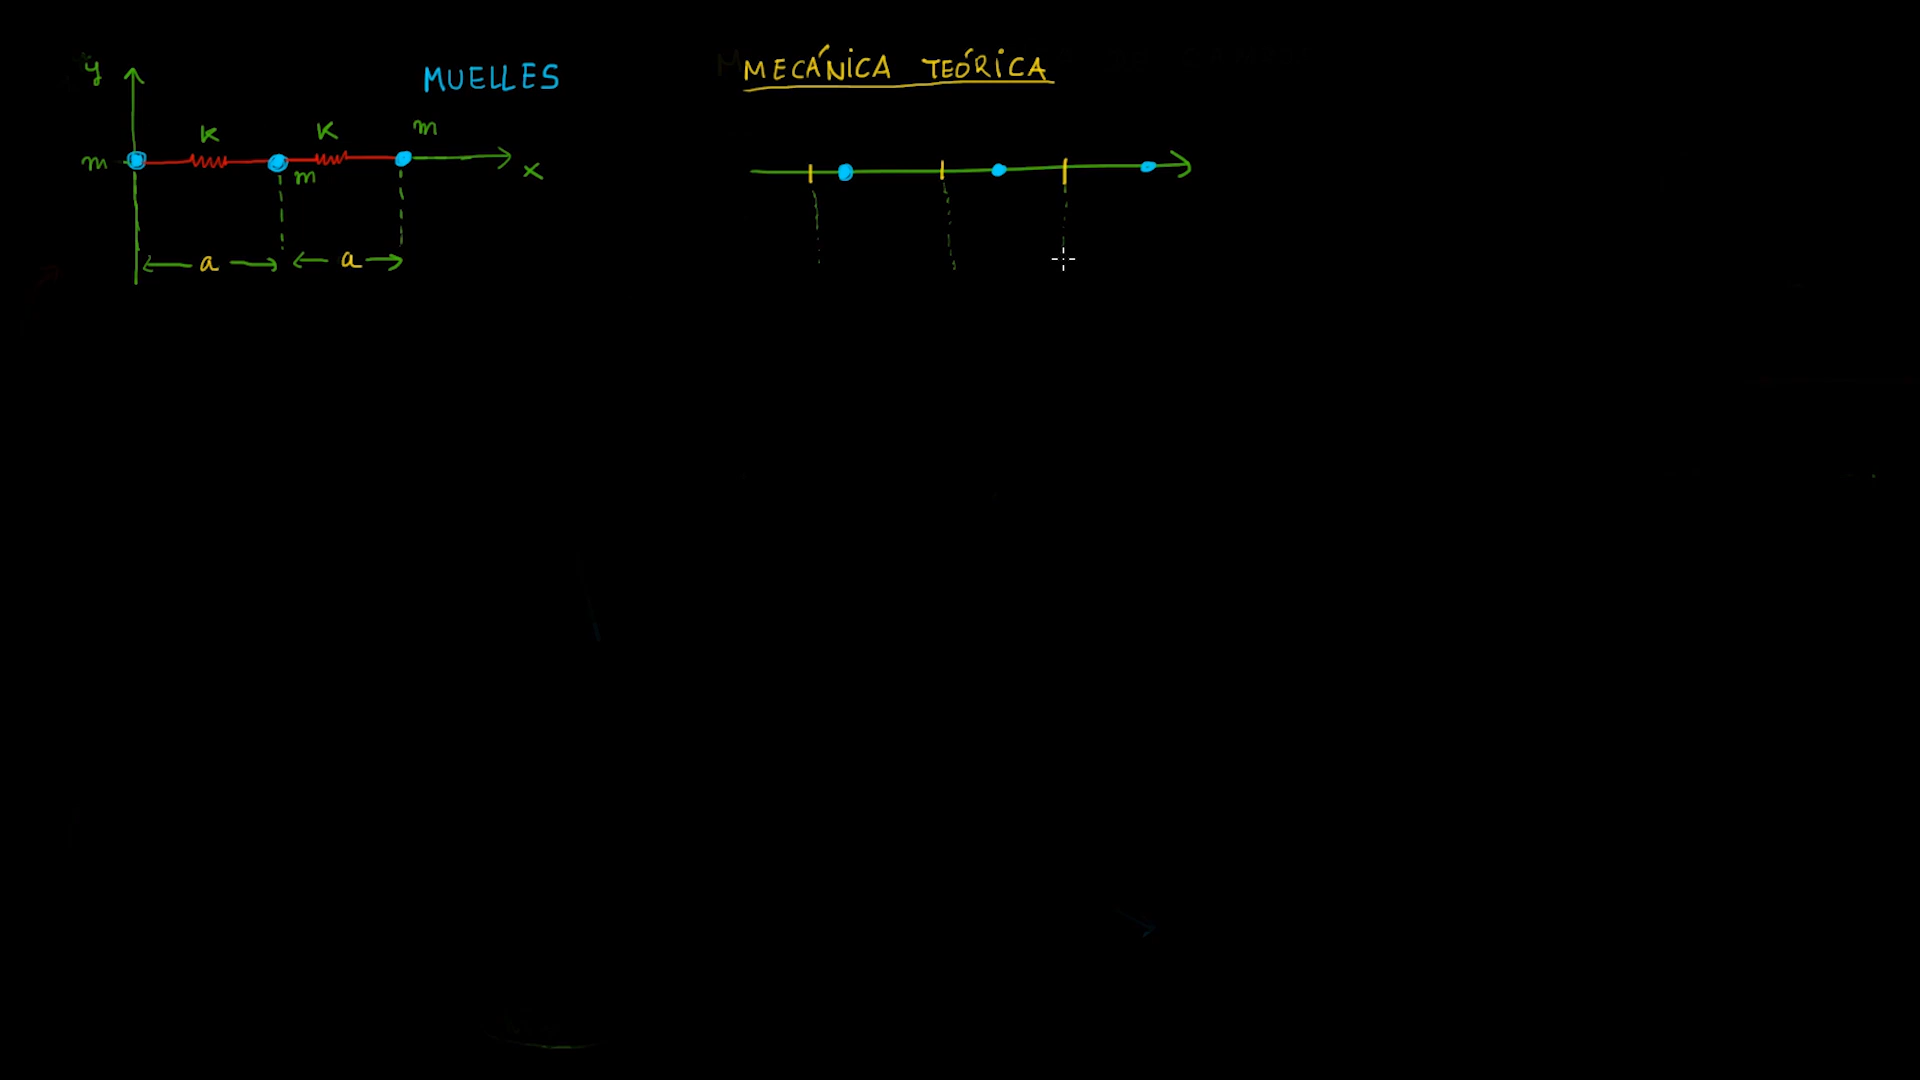 MECÁNICA TEÓRICA
y
MUELLES
K K m
m m x
a a